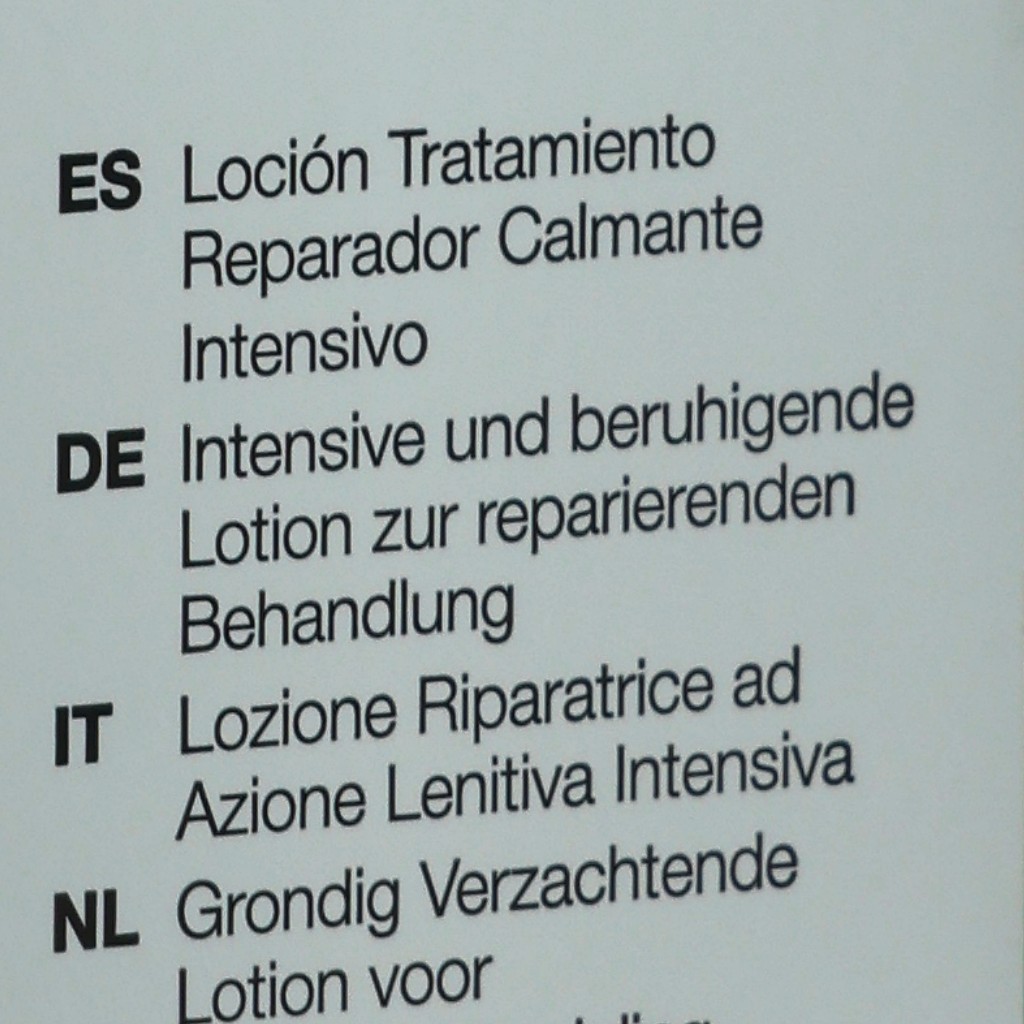 ES Loción Tratamiento
Reparador Calmante
Intensivo
DE Intensive und beruhigende
Lotion zur reparierenden
Behandlung
IT Lozione Riparatrice ad
Azione Lenitiva Intensiva
NL Grondig Verzachtende
Lotion voor